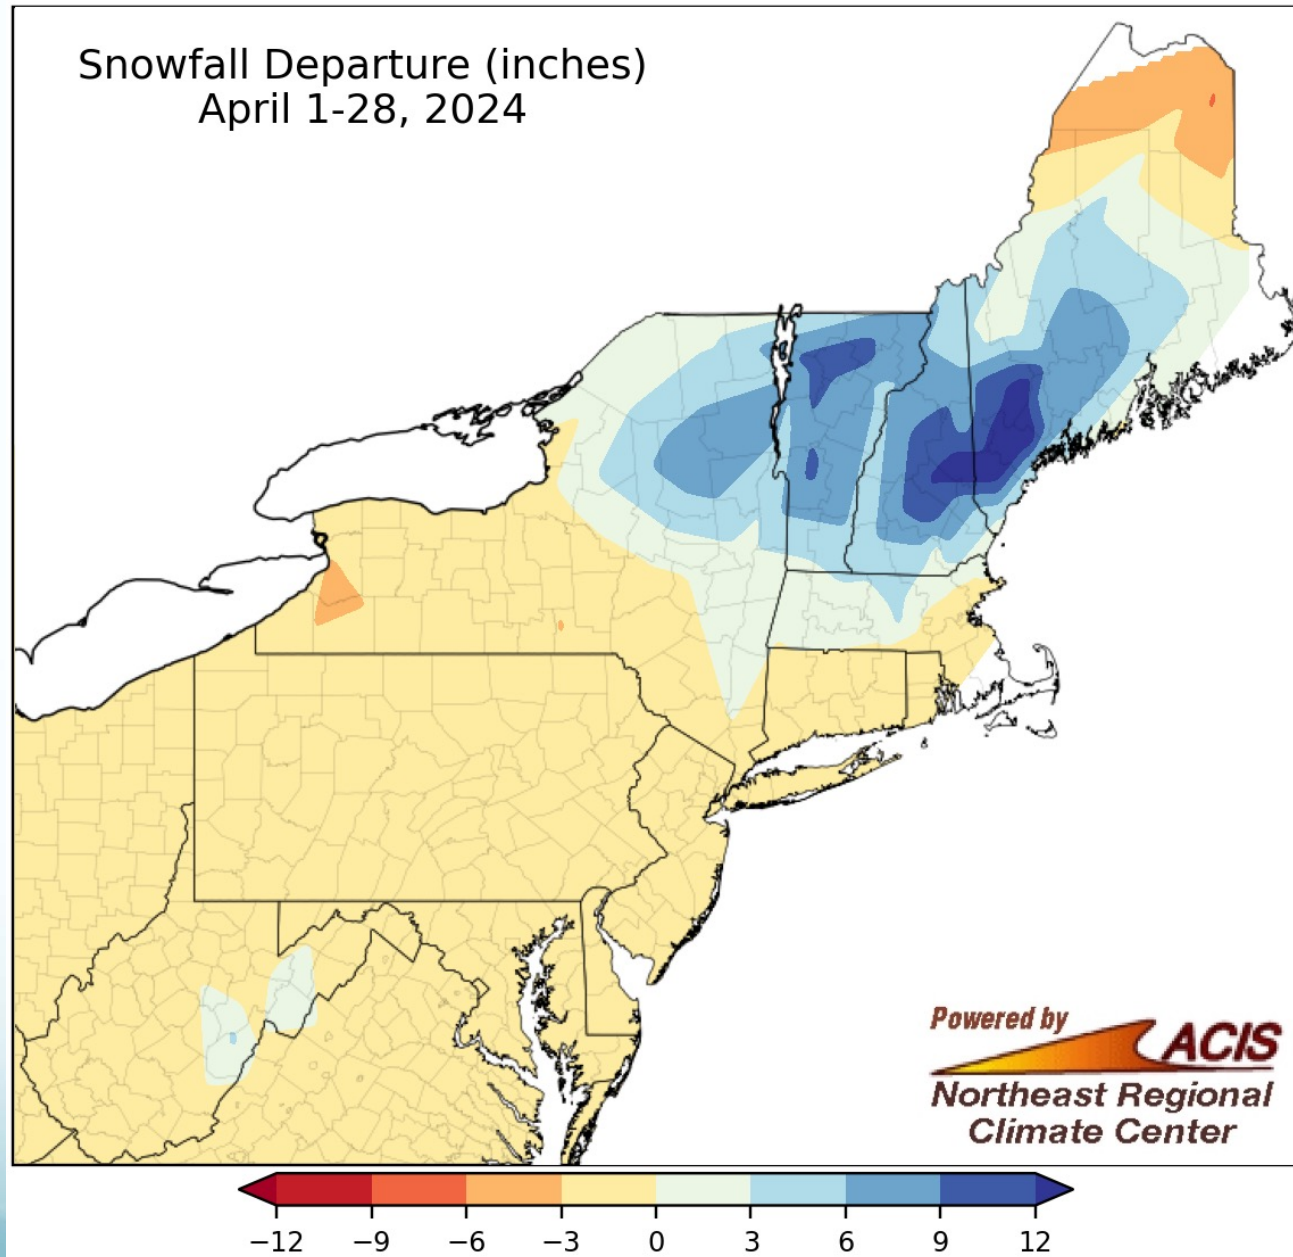 Snowfall Departure (inches)
April 1-28, 2024
Powered by
ACIS
Northeast Regional
Climate Center
−12 −9 −6 −3 0 3 6 9 12